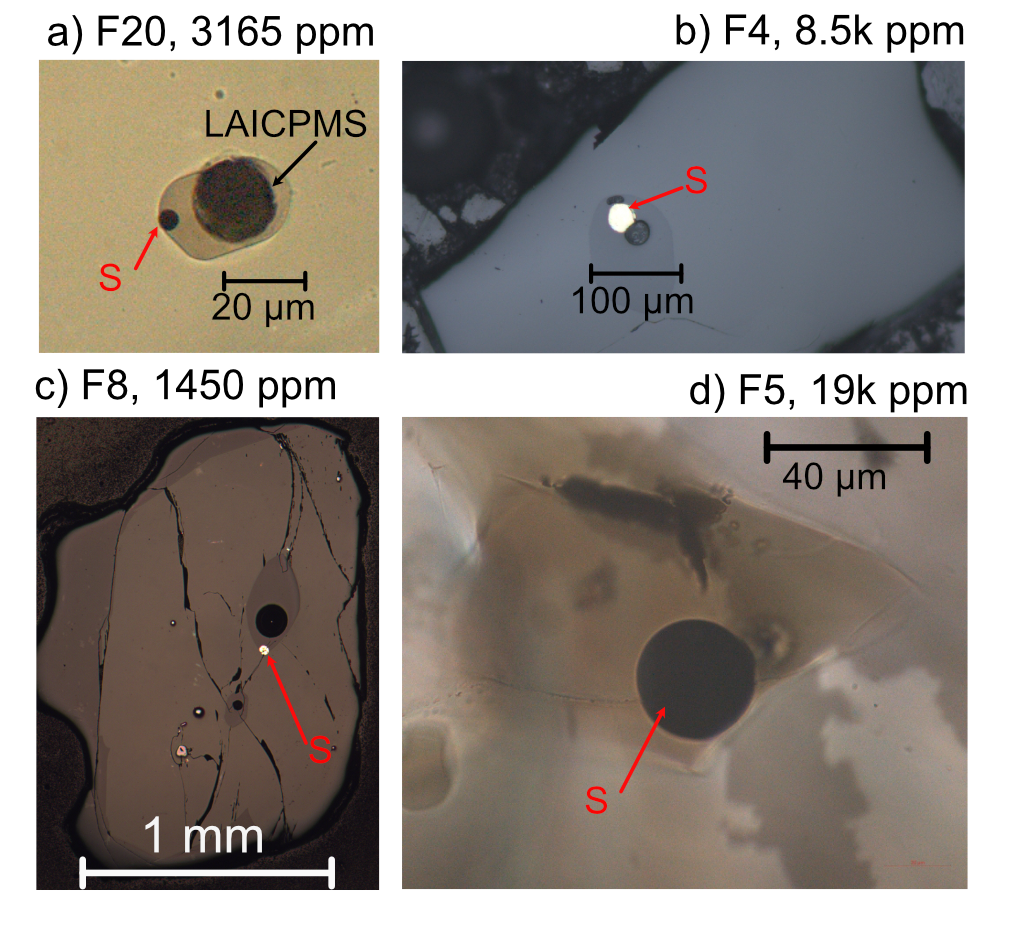 a) F20, 3165 ppm
b) F4, 8.5k ppm
LAICPMS
S
20 µm
S
100 µm
c) F8, 1450 ppm
d) F5, 19k ppm
S
1 mm
40 µm
S